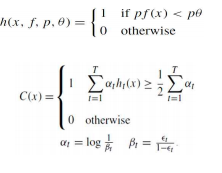 h(x, f, p, θ) = { 1 if pf(x) < pθ
0 otherwise
C(x) = { 1 ∑_{t=1}^{T} α_t h_t(x) ≥ 1/2 ∑_{t=1}^{T} α_t
0 otherwise
α_t = log 1/β_t β_t = ϵ_t/(1−ϵ_t)